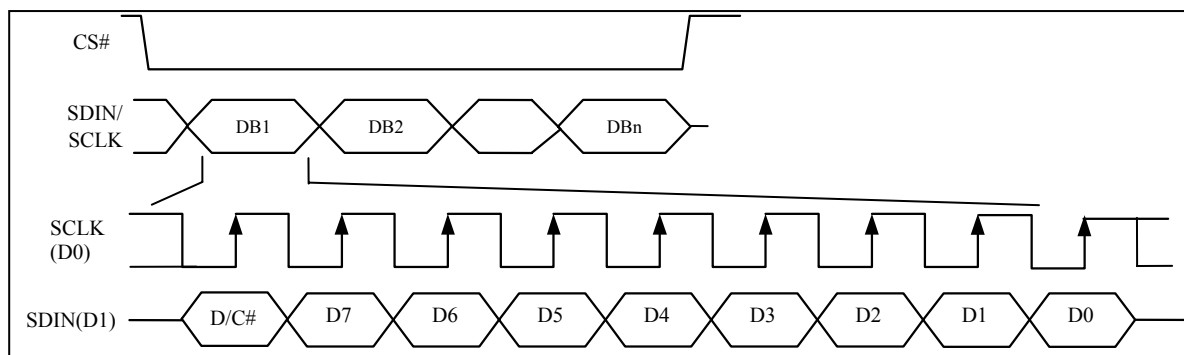 CS#
SDIN/
SCLK
DB1 DB2 DBn
SCLK
(D0)
SDIN(D1) D/C# D7 D6 D5 D4 D3 D2 D1 D0